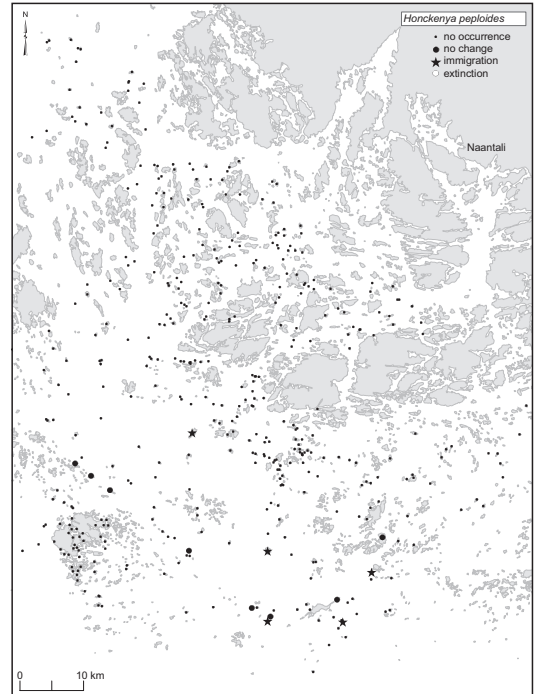 N
Honckenya peploides
no occurrence
no change
immigration
extinction
Naantali
0 10 km